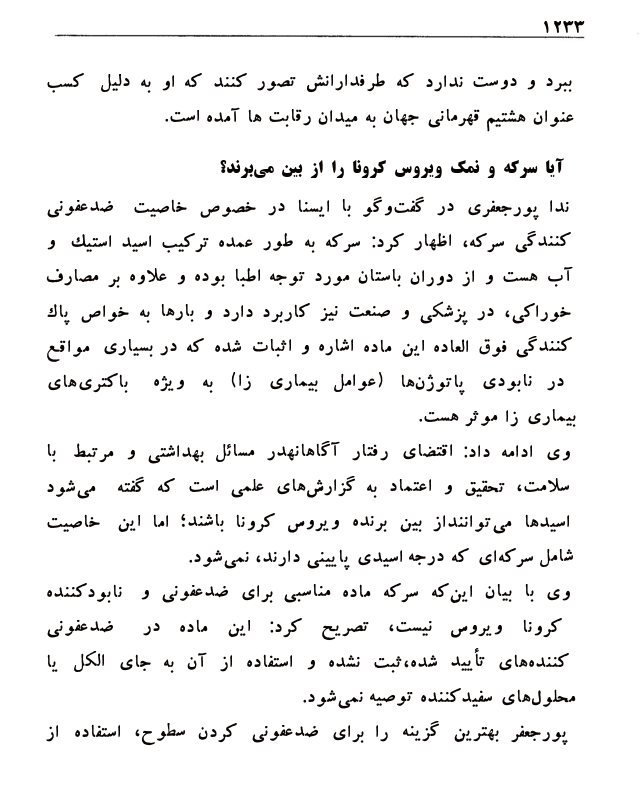 ۱۲۳۳
ببرد و دوست ندارد که طرفدارانش تصور کنند که او به دلیل کسب
عنوان هشتیم قهرمانی جهان به میدان رقابت ها آمده است.
آیا سرکه و نمک ویروس کرونا را از بین می‌برند؟
ندا پورجعفری در گفت‌وگو با ایسنا در خصوص خاصیت ضدعفونی
کنندگی سرکه، اظهار کرد: سرکه به طور عمده ترکیب اسید استیك و
آب هست و از دوران باستان مورد توجه اطبا بوده و علاوه بر مصارف
خوراکی، در پزشکی و صنعت نیز کاربرد دارد و بارها به خواص پاك
کنندگی فوق العاده این ماده اشاره و اثبات شده که در بسیاری مواقع
در نابودی پاتوژن‌ها (عوامل بیماری زا) به ویژه باکتری‌های
بیماری زا موثر هست.
وی ادامه داد: اقتضای رفتار آگاهانهدر مسائل بهداشتی و مرتبط با
سلامت، تحقیق و اعتماد به گزارش‌های علمی است که گفته می‌شود
اسیدها می‌تواننداز بین برنده ویروس کرونا باشند؛ اما این خاصیت
شامل سرکه‌ای که درجه اسیدی پایینی دارند، نمی‌شود.
وی با بیان این‌که سرکه ماده مناسبی برای ضدعفونی و نابودکننده
کرونا ویروس نیست، تصریح کرد: این ماده در ضدعفونی
کننده‌های تأیید شده،ثبت نشده و استفاده از آن به جای الکل یا
محلول‌های سفیدکننده توصیه نمی‌شود.
پورجعفر بهترین گزینه را برای ضدعفونی کردن سطوح، استفاده از